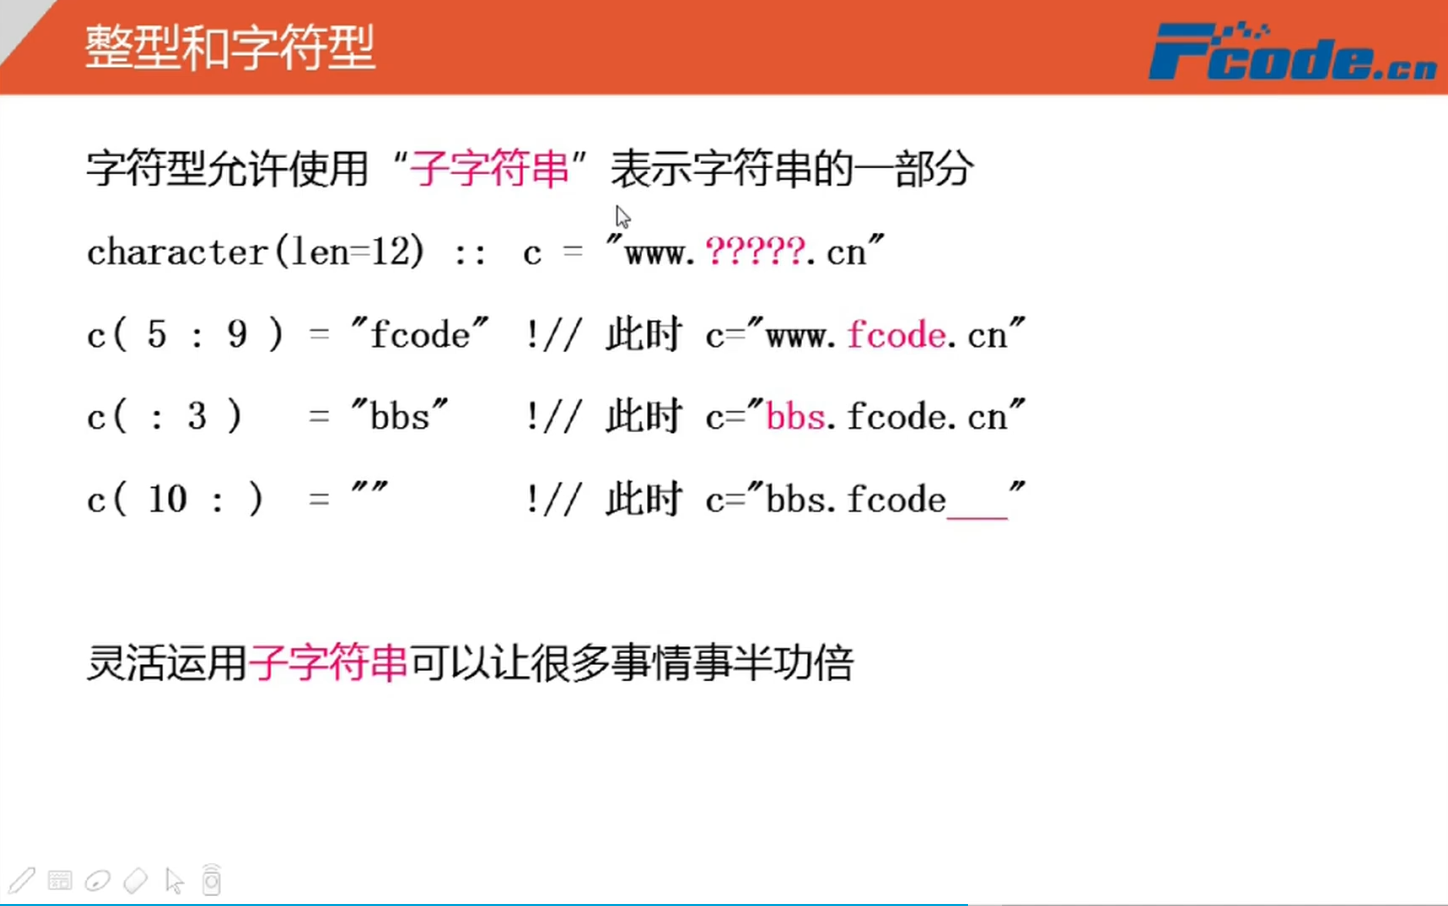 整型和字符型
Fcode.cn
字符型允许使用“子字符串”表示字符串的一部分
character(len=12) :: c = "www.?????.cn"
c( 5 : 9 ) = "fcode" !// 此时 c="www.fcode.cn"
c( : 3 ) = "bbs" !// 此时 c="bbs.fcode.cn"
c( 10 : ) = "" !// 此时 c="bbs.fcode___"
灵活运用子字符串可以让很多事情事半功倍